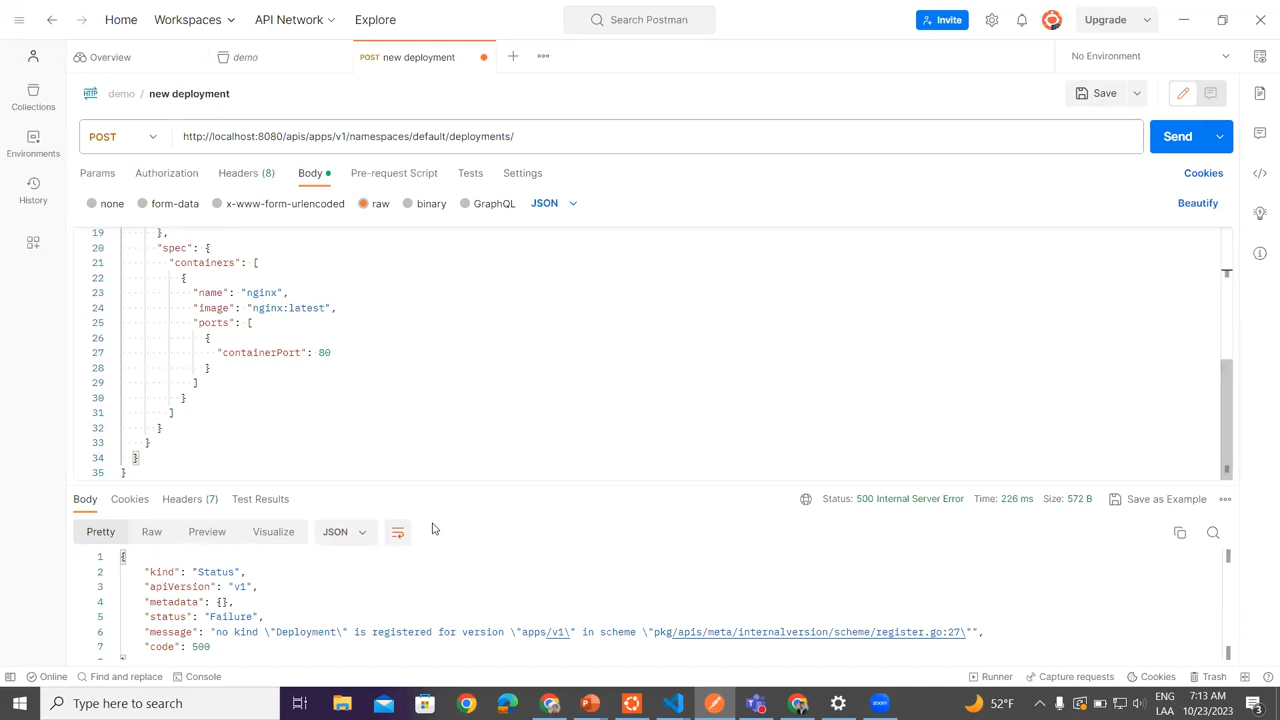 Home Workspaces API Network Explore Search Postman Invite Upgrade
Overview demo POST new deployment No Environment
Collections
Environments
History
HTTP demo / new deployment Save
POST http://localhost:8080/apis/apps/v1/namespaces/default/deployments/ Send
Params Authorization Headers (8) Body Pre-request Script Tests Settings Cookies
none form-data x-www-form-urlencoded raw binary GraphQL JSON Beautify
19 },
20 "spec": {
21 "containers": [
22 {
23 "name": "nginx",
24 "image": "nginx:latest",
25 "ports": [
26 {
27 "containerPort": 80
28 }
29 ]
30 }
31 ]
32 }
33 }
34 }
35 }
Body Cookies Headers (7) Test Results Status: 500 Internal Server Error Time: 226 ms Size: 572 B Save as Example
Pretty Raw Preview Visualize JSON
1 {
2 "kind": "Status",
3 "apiVersion": "v1",
4 "metadata": {},
5 "status": "Failure",
6 "message": "no kind \"Deployment\" is registered for version \"apps/v1\" in scheme \"pkg/apis/meta/internalversion/scheme/register.go:27\"",
7 "code": 500
Online Find and replace Console Runner Capture requests Cookies Trash
Type here to search 52°F ENG 7:13 AM
LAA 10/23/2023 3
zoom